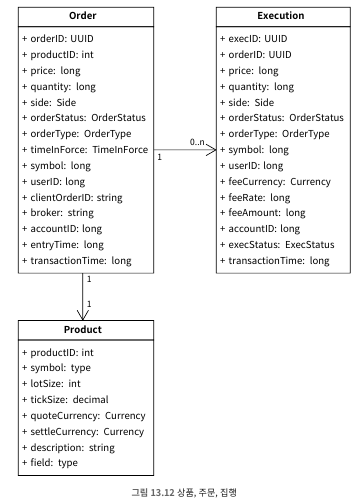 Order
+ orderID: UUID
+ productID: int
+ price: long
+ quantity: long
+ side: Side
+ orderStatus: OrderStatus
+ orderType: OrderType
+ timeInForce: TimeInForce
+ symbol: long
+ userID: long
+ clientOrderID: string
+ broker: string
+ accountID: long
+ entryTime: long
+ transactionTime: long
1
0..n
Execution
+ execID: UUID
+ orderID: UUID
+ price: long
+ quantity: long
+ side: Side
+ orderStatus: OrderStatus
+ orderType: OrderType
+ symbol: long
+ userID: long
+ feeCurrency: Currency
+ feeRate: long
+ feeAmount: long
+ accountID: long
+ execStatus: ExecStatus
+ transactionTime: long
1
1
Product
+ productID: int
+ symbol: type
+ lotSize: int
+ tickSize: decimal
+ quoteCurrency: Currency
+ settleCurrency: Currency
+ description: string
+ field: type
그림 13.12 상품, 주문, 집행